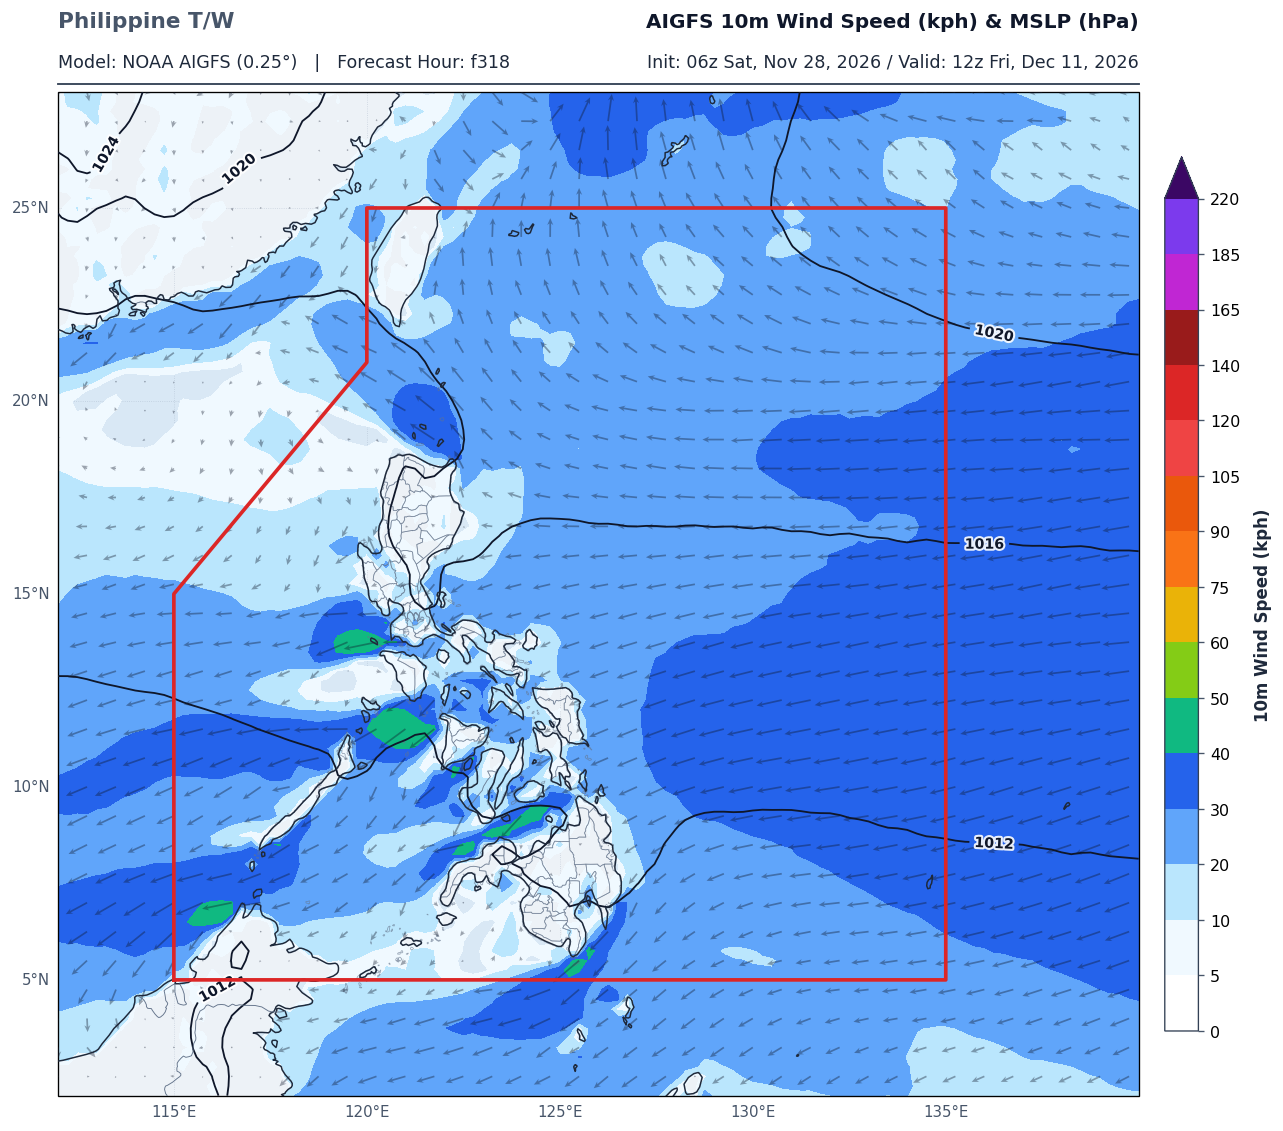 Philippine T/W
AIGFS 10m Wind Speed (kph) & MSLP (hPa)
Model: NOAA AIGFS (0.25°) | Forecast Hour: f318
Init: 06z Sat, Nov 28, 2026 / Valid: 12z Fri, Dec 11, 2026
1024
1020
1020
1016
1012
1012
25°N
20°N
15°N
10°N
5°N
115°E
120°E
125°E
130°E
135°E
220
185
165
140
120
105
90
75
60
50
40
30
20
10
5
0
10m Wind Speed (kph)